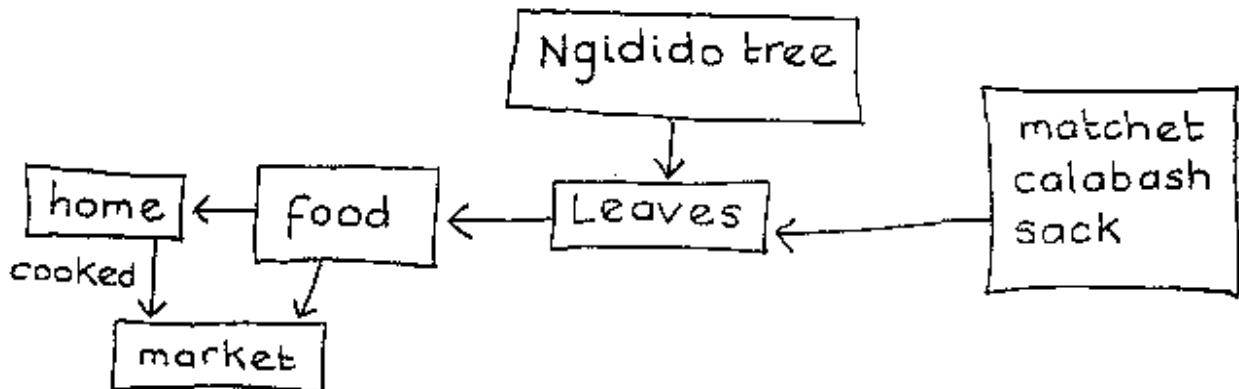 Ngidido tree
matchet
calabash
sack
home
food
Leaves
cooked
market